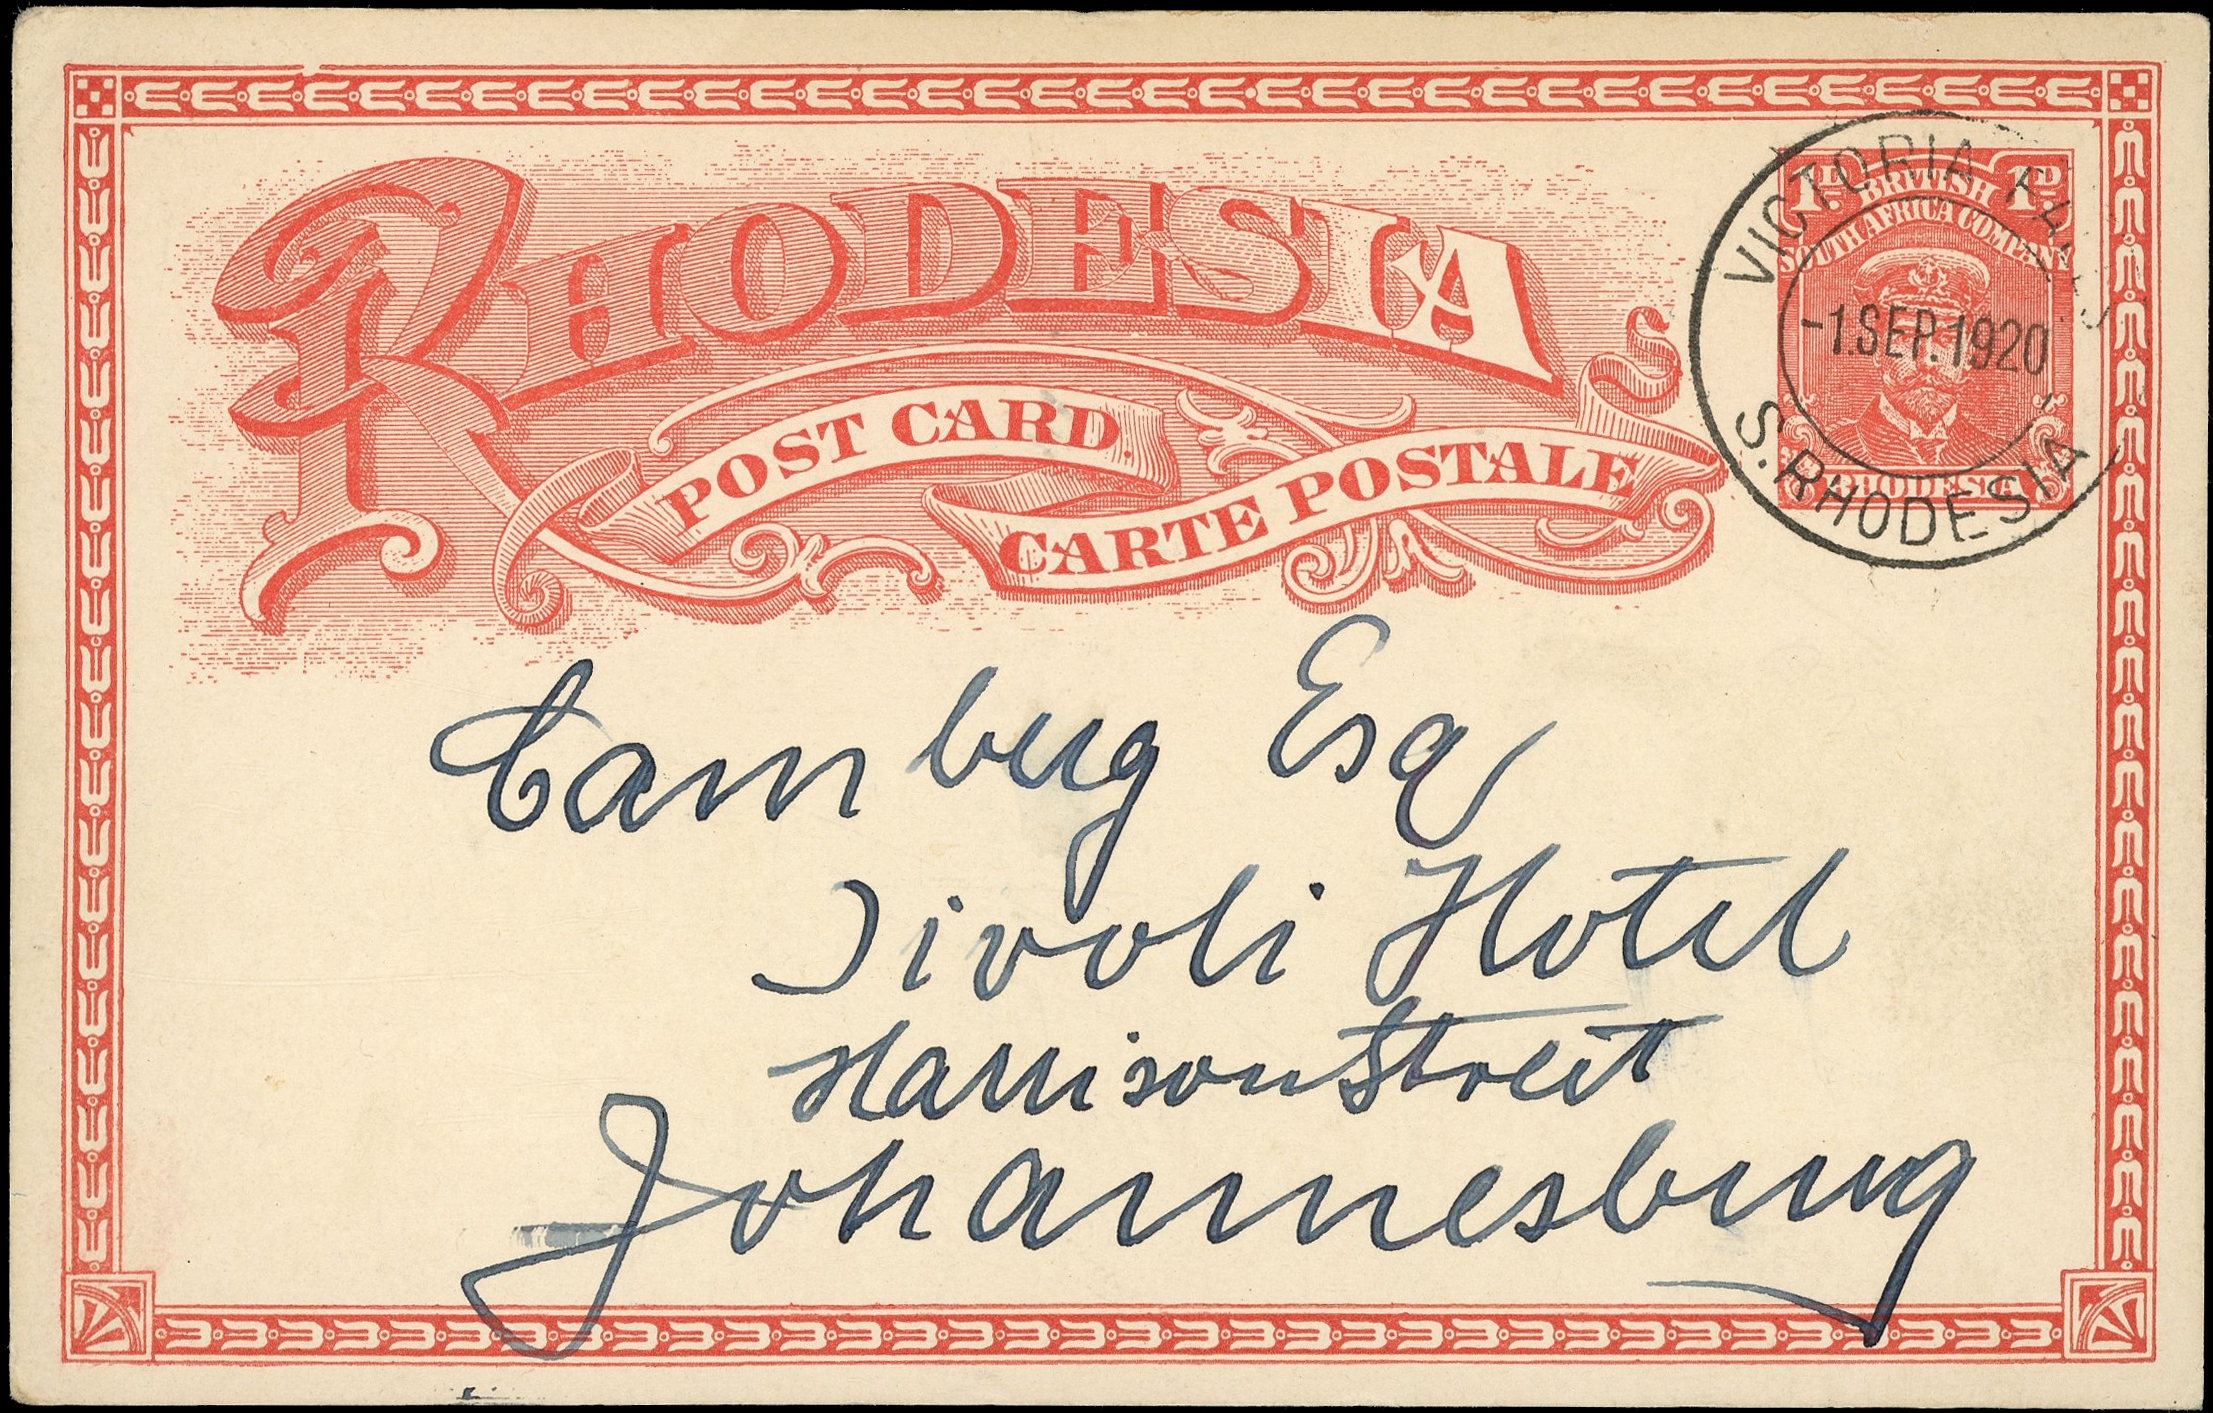 RHODESIA
POST CARD.
CARTE POSTALE
1D 1D
BRITISH
SOUTH AFRICA COMPANY
RHODESIA
VICTORIA FALLS
-1.SEP.1920
S.RHODESIA
Camberg Esq
Tivoli Hotel
Harrison Street
Johannesburg